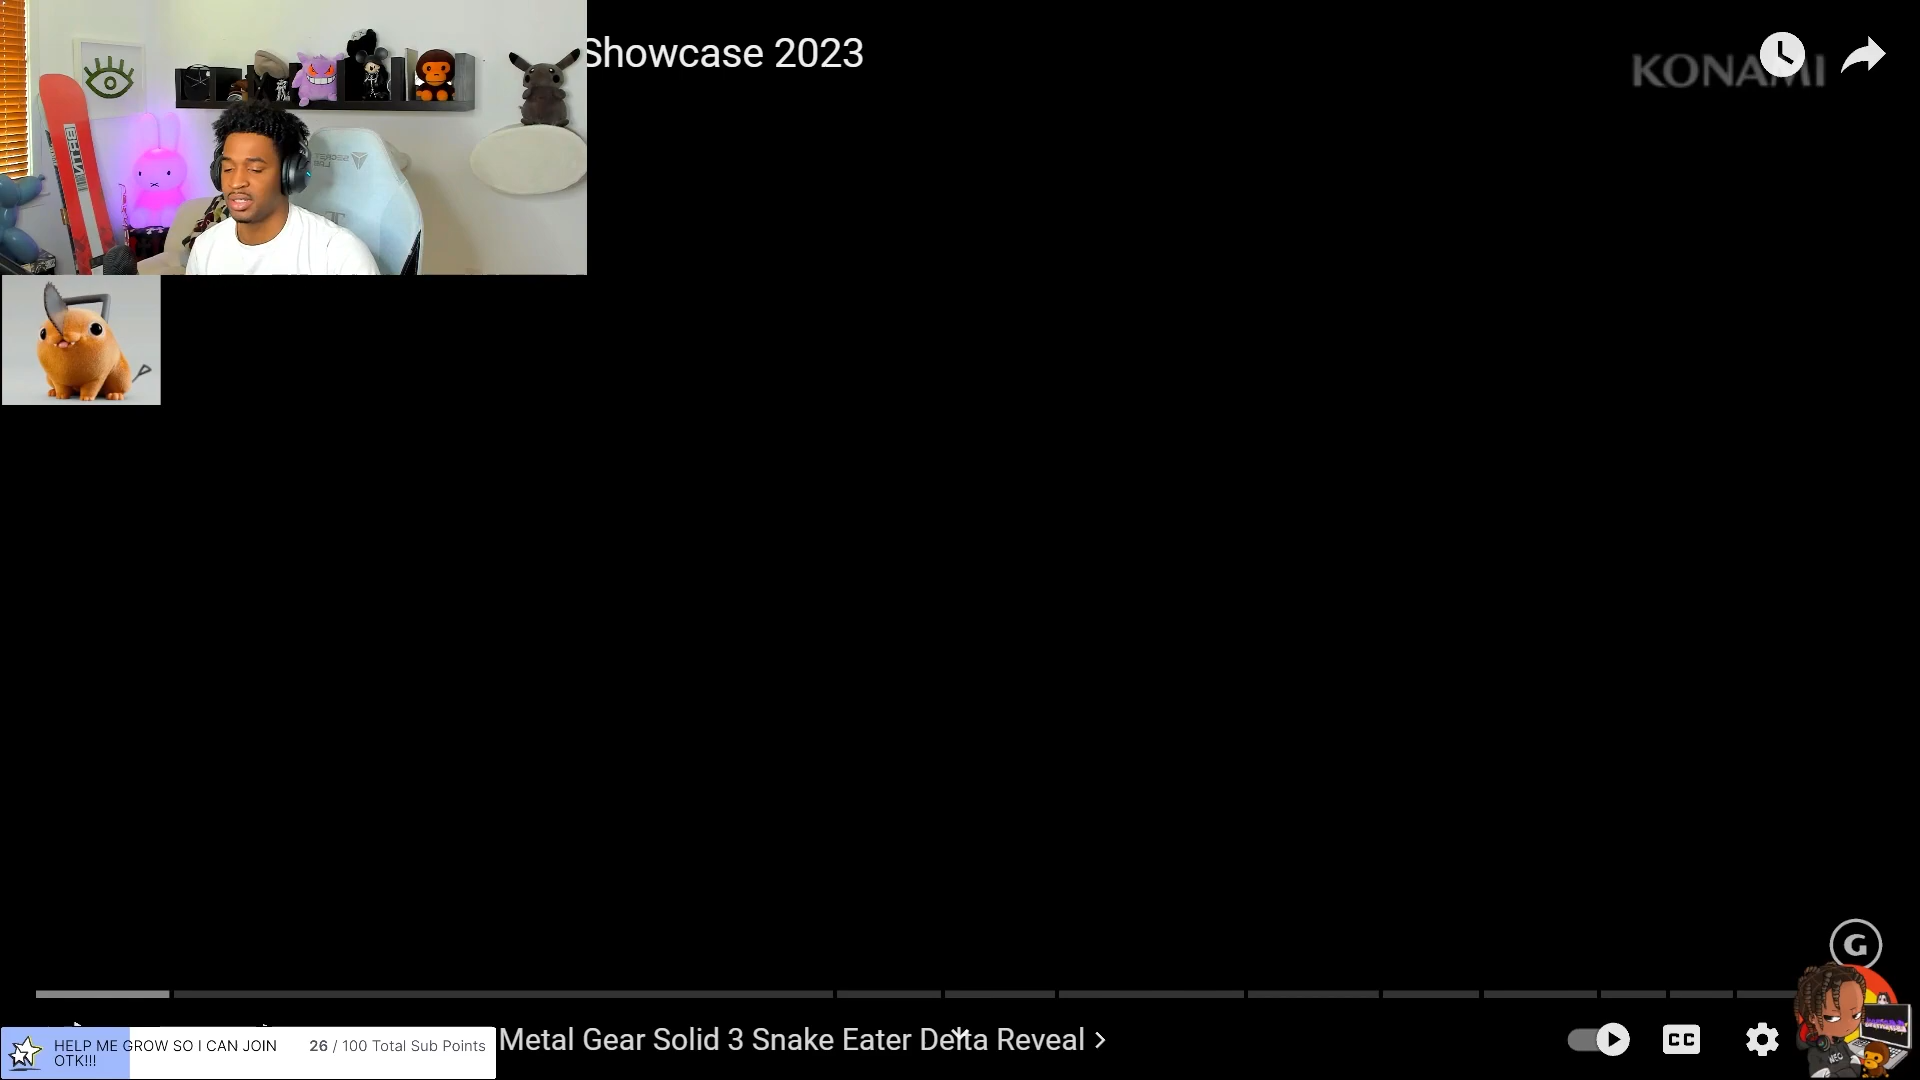 Showcase 2023
KONAMI
G
Metal Gear Solid 3 Snake Eater Delta Reveal >
CC
HELP ME GROW SO I CAN JOIN
OTK!!!
26 / 100 Total Sub Points